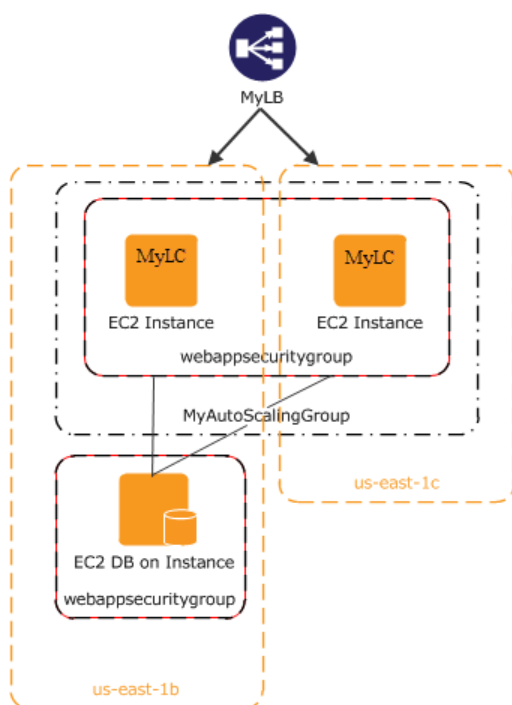 MyLB
MyLC
MyLC
EC2 Instance
EC2 Instance
webappsecuritygroup
MyAutoScalingGroup
us-east-1c
EC2 DB on Instance
webappsecuritygroup
us-east-1b